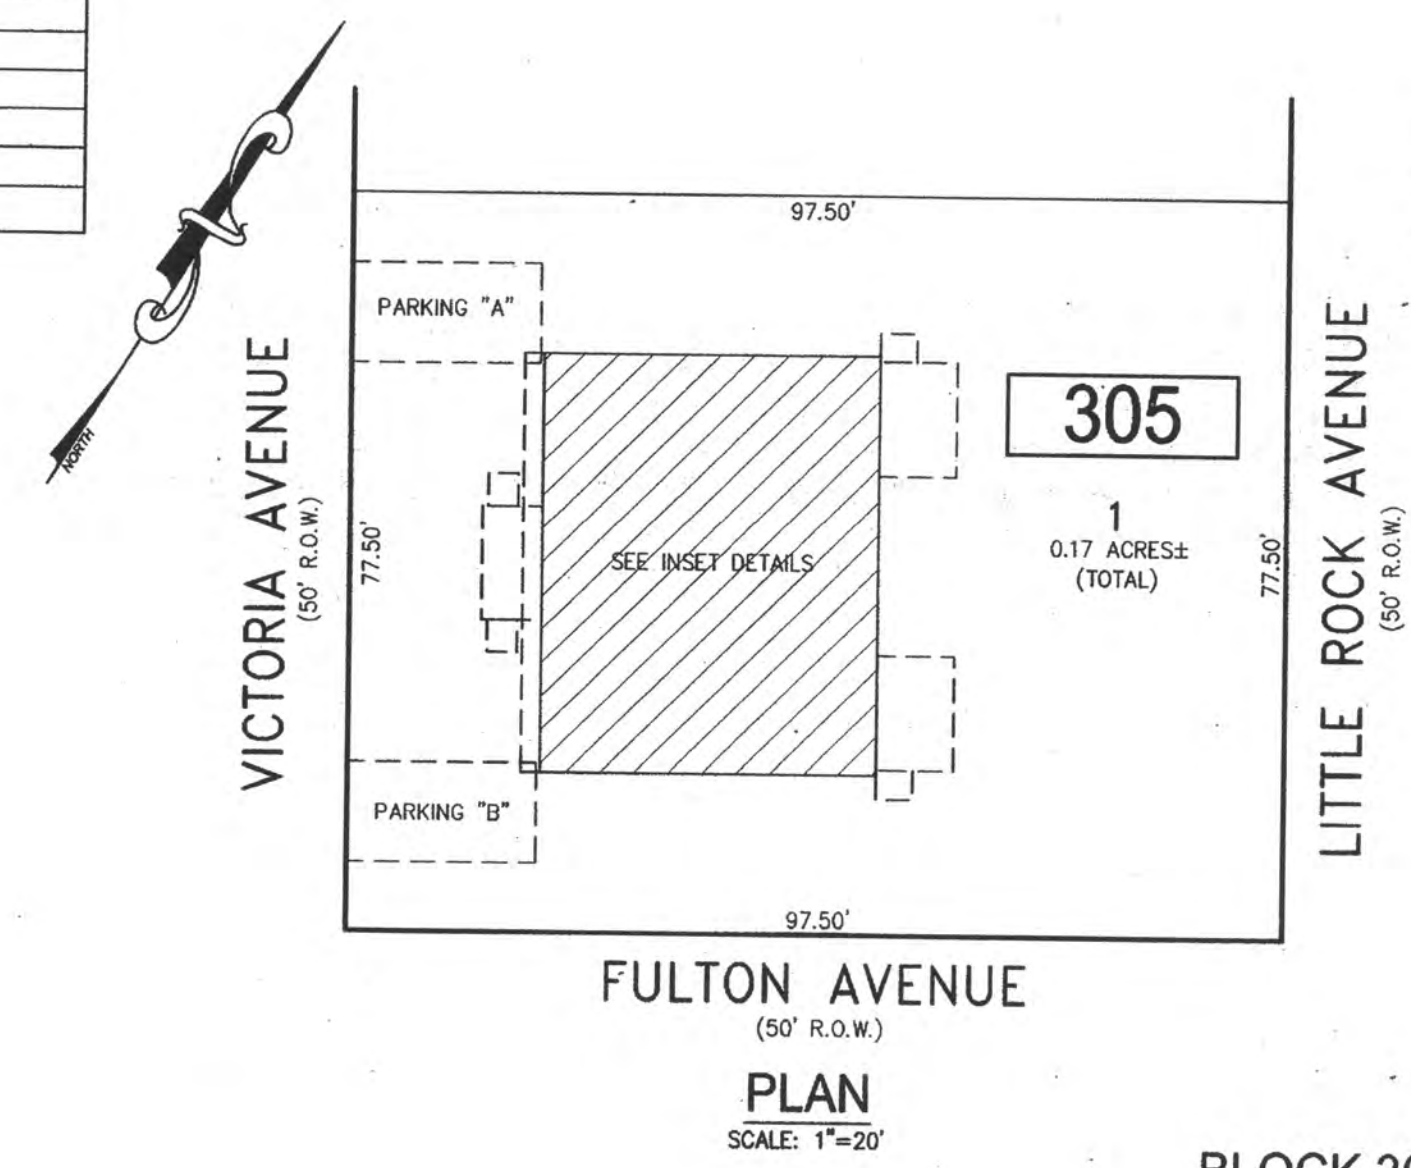 NORTH
97.50'
PARKING "A"
305
1
0.17 ACRES±
(TOTAL)
SEE INSET DETAILS
VICTORIA AVENUE
(50' R.O.W.)
77.50'
77.50'
LITTLE ROCK AVENUE
(50' R.O.W.)
PARKING "B"
97.50'
FULTON AVENUE
(50' R.O.W.)
PLAN
SCALE: 1"=20'
BLOCK